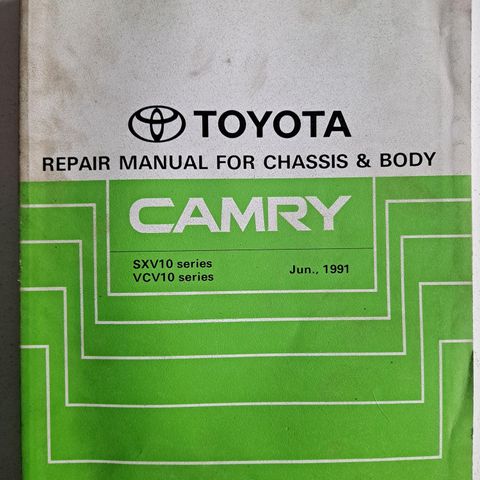 TOYOTA
REPAIR MANUAL FOR CHASSIS & BODY
CAMRY
SXV10 series
VCV10 series
Jun., 1991